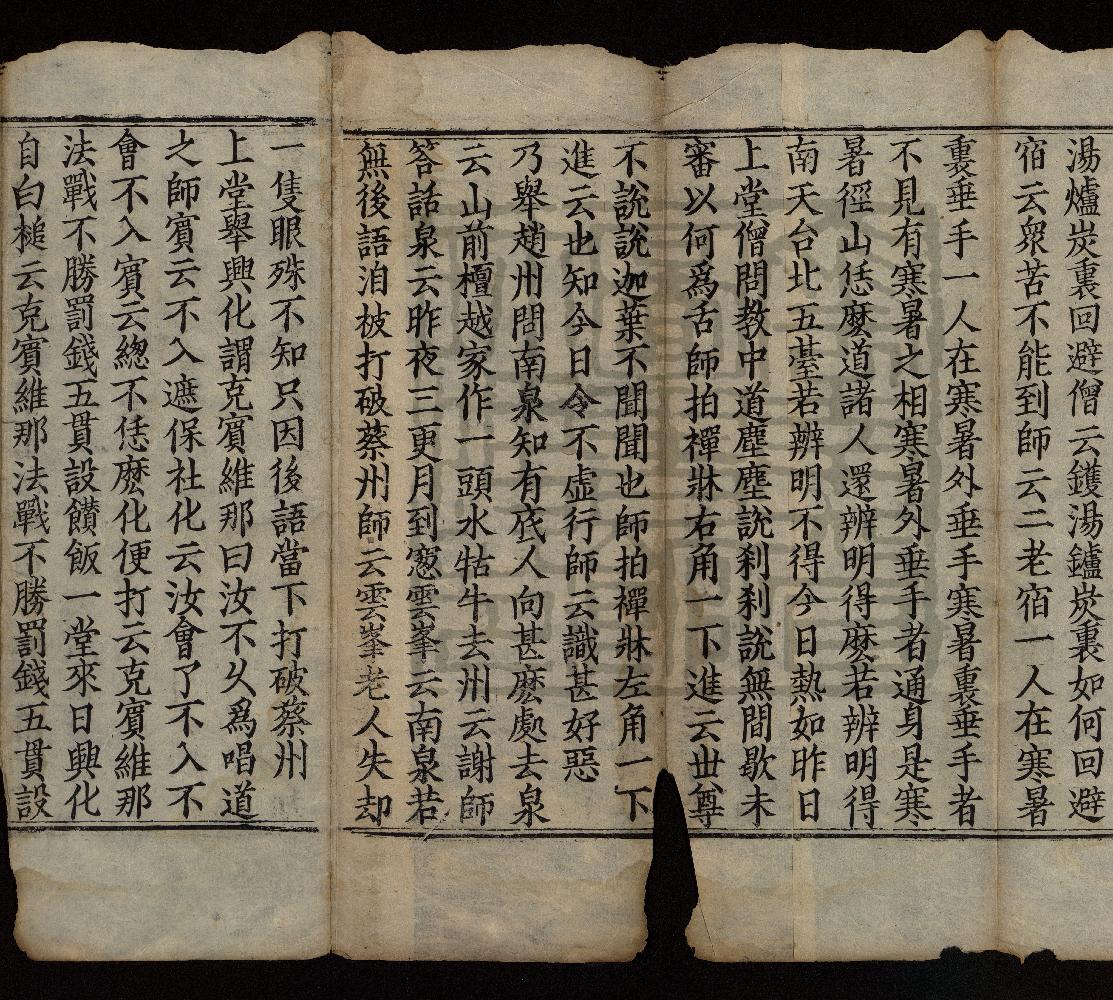 湯爐炭裏回避僧云鑊湯鑪炭裏如何回避
宿云衆苦不能到師云二老宿一人在寒暑
裏垂手一人在寒暑外垂手寒暑裏垂手者
不見有寒暑之相寒暑外垂手者通身是寒
暑徑山恁麽道諸人還辨明得麽若辨明得
南天台北五臺若辨明不得今日熱如昨日
上堂僧問教中道塵塵說刹刹說無間歇未
審以何爲舌師拍禪牀右角一下進云世尊
不說說迦葉不聞聞也師拍禪牀左角一下
進云也知今日令不虛行師云識甚好惡
乃舉趙州問南泉知有底人向甚麽處去泉
云山前檀越家作一頭水牯牛去州云謝師
答話泉云昨夜三更月到窻雲峯云南泉若
無後語洎被打破蔡州師云雲峯老人失却
一隻眼殊不知只因後語當下打破蔡州
上堂舉興化謂克賓維那曰汝不久爲唱道
之師賓云不入遮保社化云汝會了不入不
會不入賓云總不恁麽化便打云克賓維那
法戰不勝罰錢五貫設饡飯一堂來日興化
自白槌云克賓維那法戰不勝罰錢五貫設